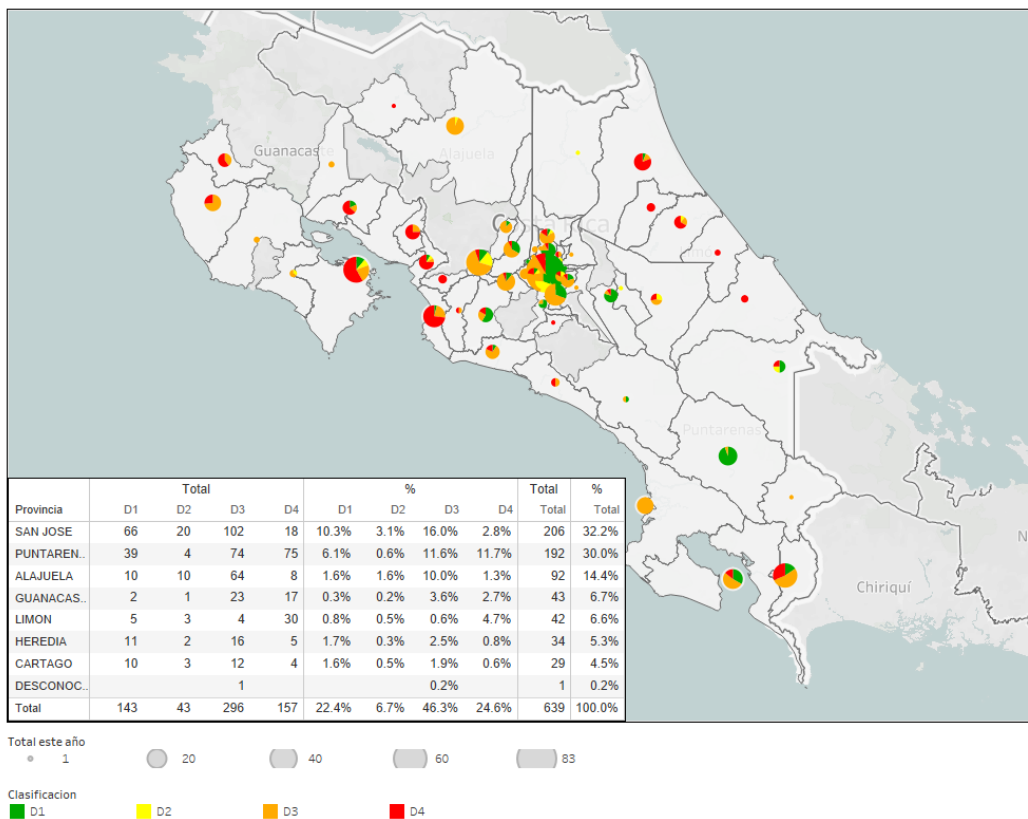 Guanacaste
Alajuela
Costa Rica
Puntarenas
Chiriquí
N
Total % Total %
Provincia D1 D2 D3 D4 D1 D2 D3 D4 Total Total
SAN JOSE 66 20 102 18 10.3% 3.1% 16.0% 2.8% 206 32.2%
PUNTAREN.. 39 4 74 75 6.1% 0.6% 11.6% 11.7% 192 30.0%
ALAJUELA 10 10 64 8 1.6% 1.6% 10.0% 1.3% 92 14.4%
GUANACAS.. 2 1 23 17 0.3% 0.2% 3.6% 2.7% 43 6.7%
LIMON 5 3 4 30 0.8% 0.5% 0.6% 4.7% 42 6.6%
HEREDIA 11 2 16 5 1.7% 0.3% 2.5% 0.8% 34 5.3%
CARTAGO 10 3 12 4 1.6% 0.5% 1.9% 0.6% 29 4.5%
DESCONOC.. 1 0.2% 1 0.2%
Total 143 43 296 157 22.4% 6.7% 46.3% 24.6% 639 100.0%
Total este año
1 20 40 60 83
Clasificacion
D1 D2 D3 D4